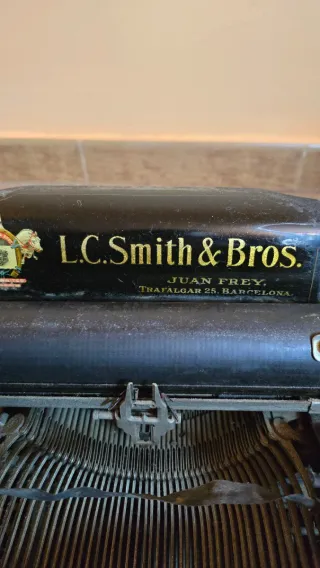 L.C. Smith & Bros.
JUAN FREY,
TRAFALGAR 25, BARCELONA.